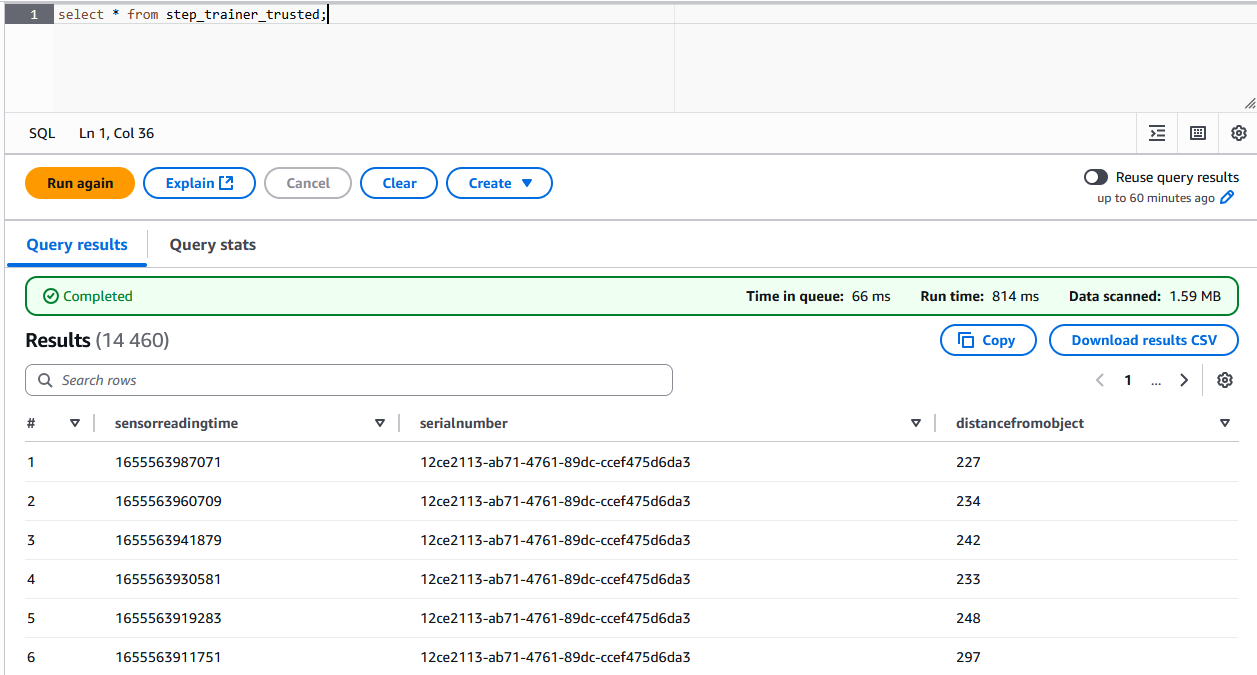 1 select * from step_trainer_trusted;
SQL Ln 1, Col 36
Run again Explain Cancel Clear Create Reuse query results
up to 60 minutes ago
Query results Query stats
Completed Time in queue: 66 ms Run time: 814 ms Data scanned: 1.59 MB
Results (14 460) Copy Download results CSV
Search rows 1 ...
# sensorreadingtime serialnumber distancefromobject
1 1655563987071 12ce2113-ab71-4761-89dc-ccef475d6da3 227
2 1655563960709 12ce2113-ab71-4761-89dc-ccef475d6da3 234
3 1655563941879 12ce2113-ab71-4761-89dc-ccef475d6da3 242
4 1655563930581 12ce2113-ab71-4761-89dc-ccef475d6da3 233
5 1655563919283 12ce2113-ab71-4761-89dc-ccef475d6da3 248
6 1655563911751 12ce2113-ab71-4761-89dc-ccef475d6da3 297